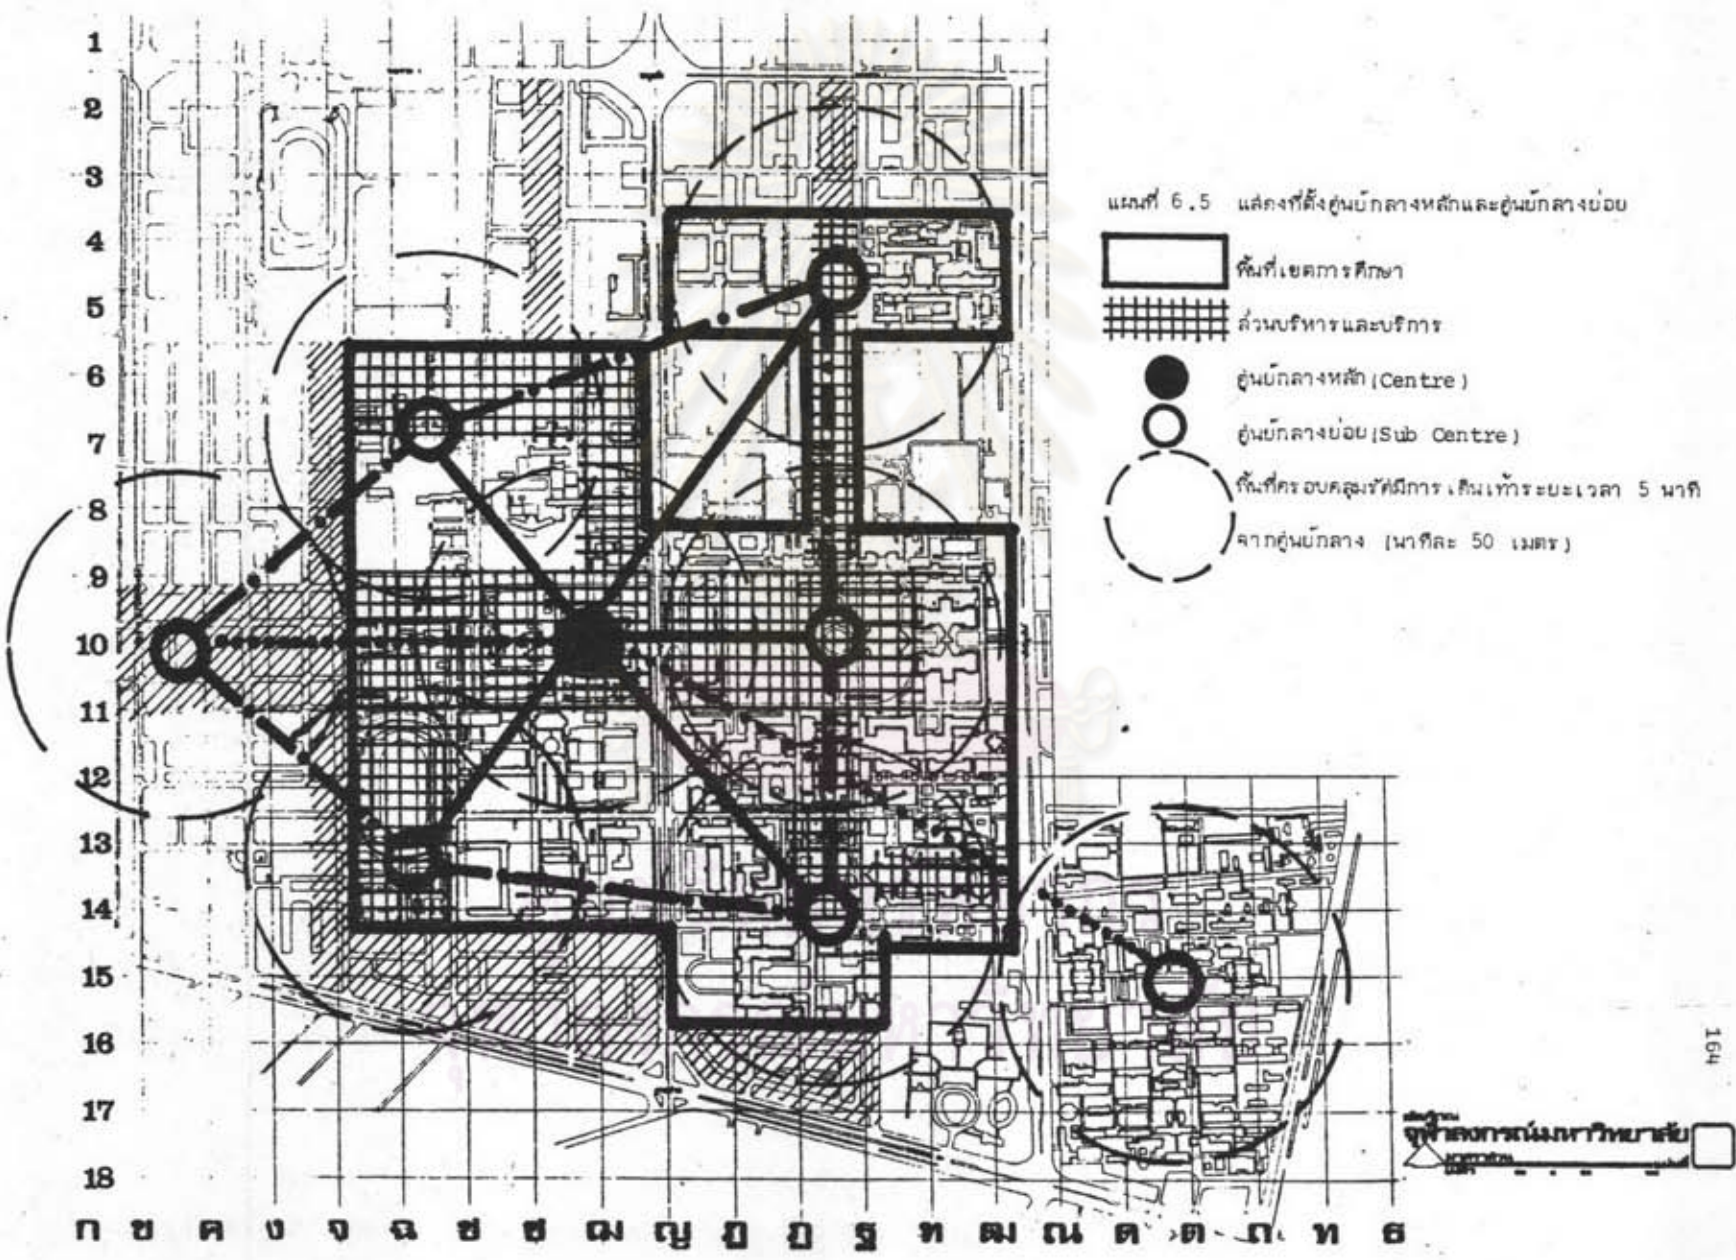 แผนที่ 6.5 แสดงที่ตั้งศูนย์กลางหลักและศูนย์กลางย่อย
พื้นที่เขตการศึกษา
ส่วนบริหารและบริการ
ศูนย์กลางหลัก (Centre)
ศูนย์กลางย่อย (Sub Centre)
พื้นที่ครอบคลุมรัศมีการเดินเท้าระยะเวลา 5 นาที
จากศูนย์กลาง (นาทีละ 50 เมตร)
1
2
3
4
5
6
7
8
9
10
11
12
13
14
15
16
17
18
ก ข ค ง จ ฉ ช ซ ฌ ญ ฎ ฏ ฐ ฑ ฒ ณ ด ต ถ ท ธ
164
จุฬาลงกรณ์มหาวิทยาลัย